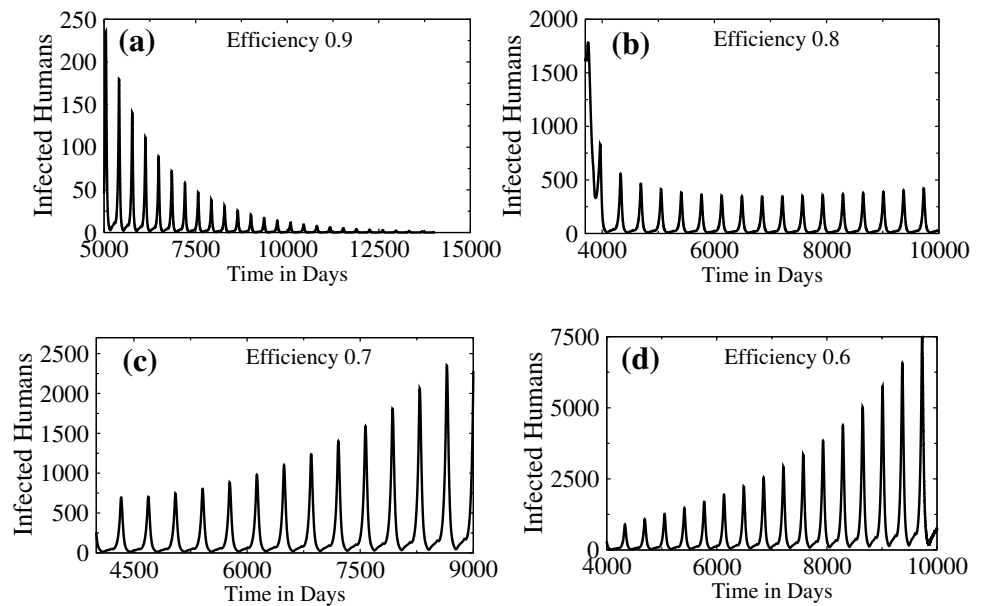 (a) Efficiency 0.9
Infected Humans
250
200
150
100
50
0
5000 7500 10000 12500 15000
Time in Days
(b) Efficiency 0.8
Infected Humans
2000
1750
1500
1000
500
0
4000 6000 8000 10000
Time in Days
(c) Efficiency 0.7
Infected Humans
2500
2000
1500
1000
500
0
4500 6000 7500 9000
Time in Days
(d) Efficiency 0.6
Infected Humans
7500
5000
2500
0
4000 6000 8000 10000
Time in Days